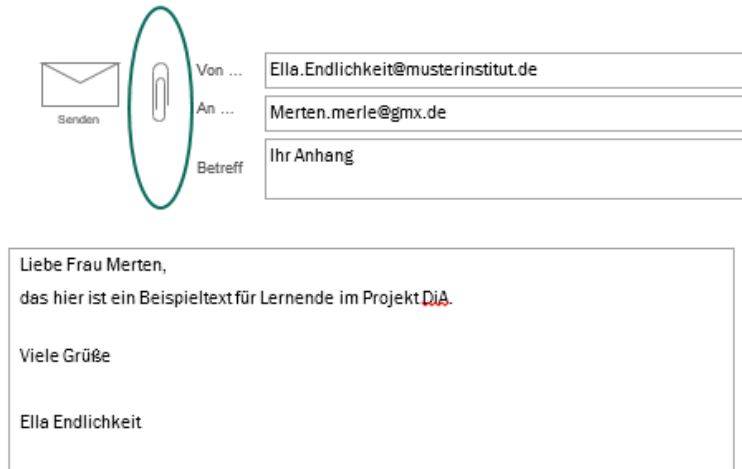 Von ...
Ella.Endlichkeit@musterinstitut.de
An ...
Merten.merle@gmx.de
Senden
Betreff
Ihr Anhang
Liebe Frau Merten,
das hier ist ein Beispieltext für Lernende im Projekt DiA.
Viele Grüße
Ella Endlichkeit